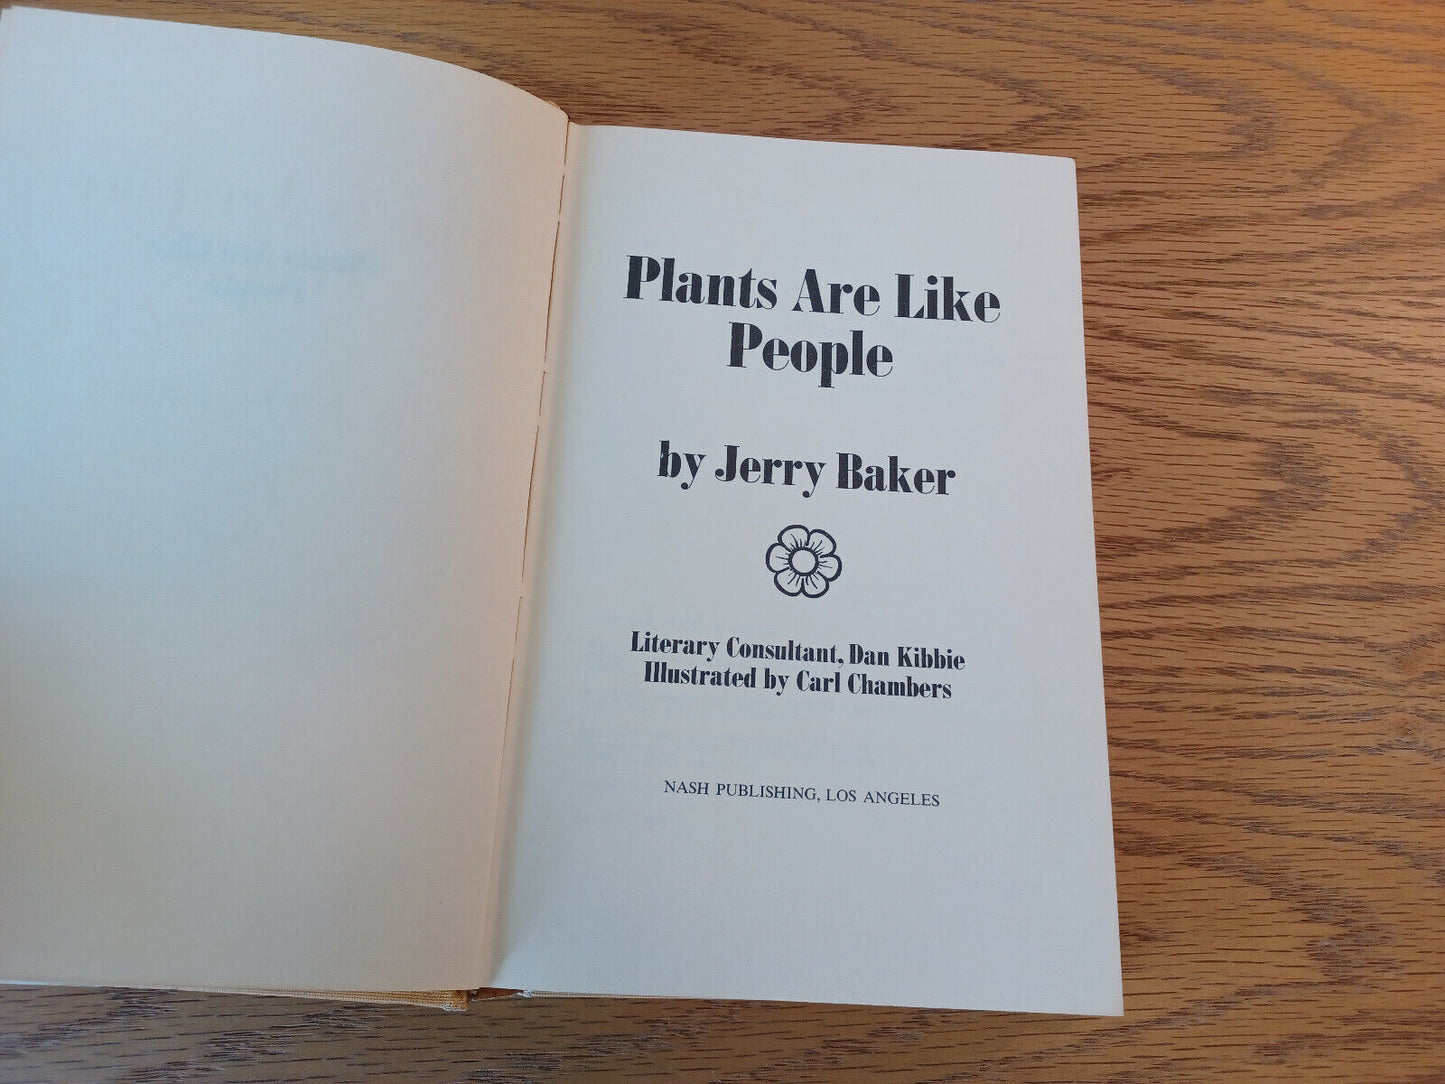 Plants Are Like
People
by Jerry Baker
Literary Consultant, Dan Kibbie
Illustrated by Carl Chambers
NASH PUBLISHING, LOS ANGELES